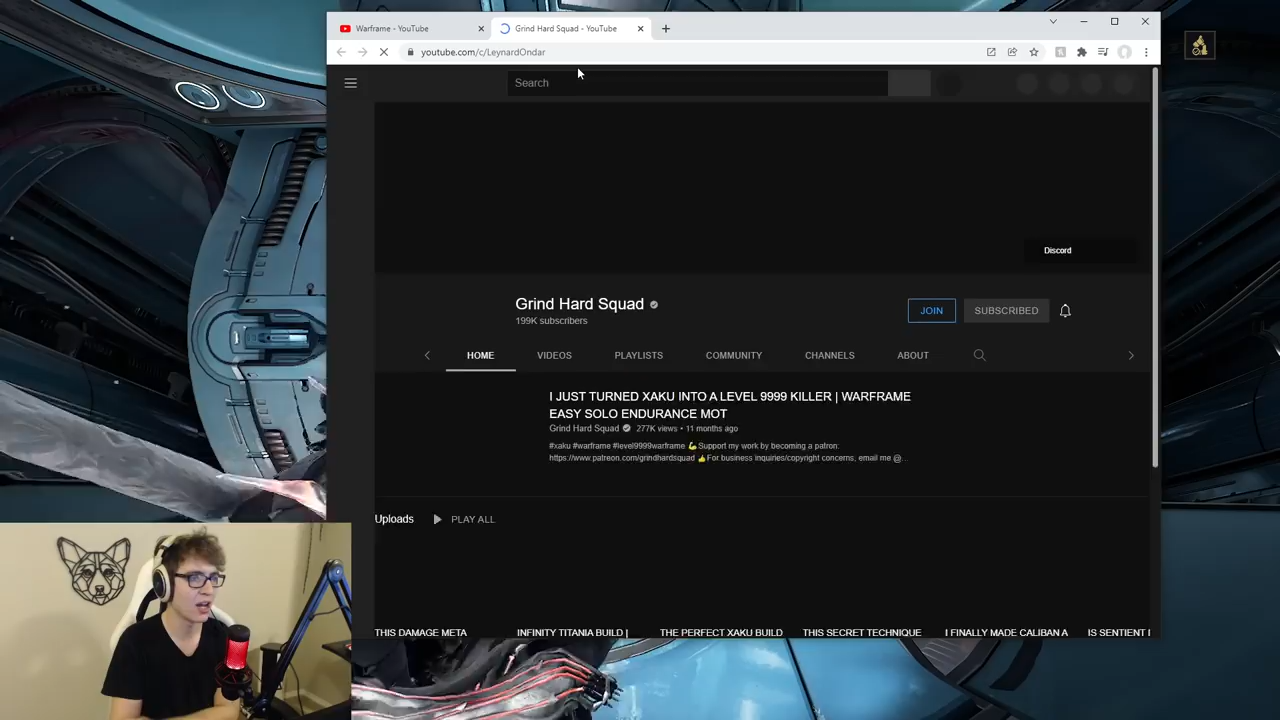 Warframe - YouTube
Grind Hard Squad - YouTube
youtube.com/c/LeynardOndar
Search
Discord
Grind Hard Squad
199K subscribers
JOIN
SUBSCRIBED
HOME
VIDEOS
PLAYLISTS
COMMUNITY
CHANNELS
ABOUT
I JUST TURNED XAKU INTO A LEVEL 9999 KILLER | WARFRAME
EASY SOLO ENDURANCE MOT
Grind Hard Squad 277K views • 11 months ago
#xaku #warframe #level9999warframe 💪Support my work by becoming a patron:
https://www.patreon.com/grindhardsquad 👍For business inquiries/copyright concerns, email me @...
Uploads
PLAY ALL
THIS DAMAGE META
INFINITY TITANIA BUILD |
THE PERFECT XAKU BUILD
THIS SECRET TECHNIQUE
I FINALLY MADE CALIBAN A
IS SENTIENT